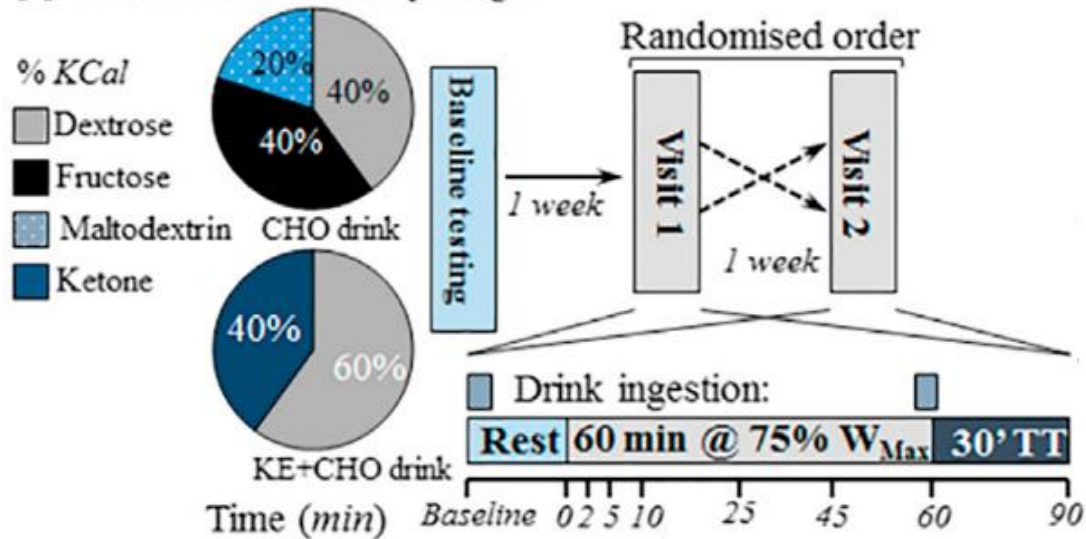 % KCal
Dextrose
Fructose
Maltodextrin
Ketone
20%
40%
40%
CHO drink
40%
60%
KE+CHO drink
Baseline testing
1 week
Randomised order
Visit 1
Visit 2
1 week
Drink ingestion:
Rest 60 min @ 75% WMax 30' TT
Time (min) Baseline 0 2 5 10 25 45 60 90